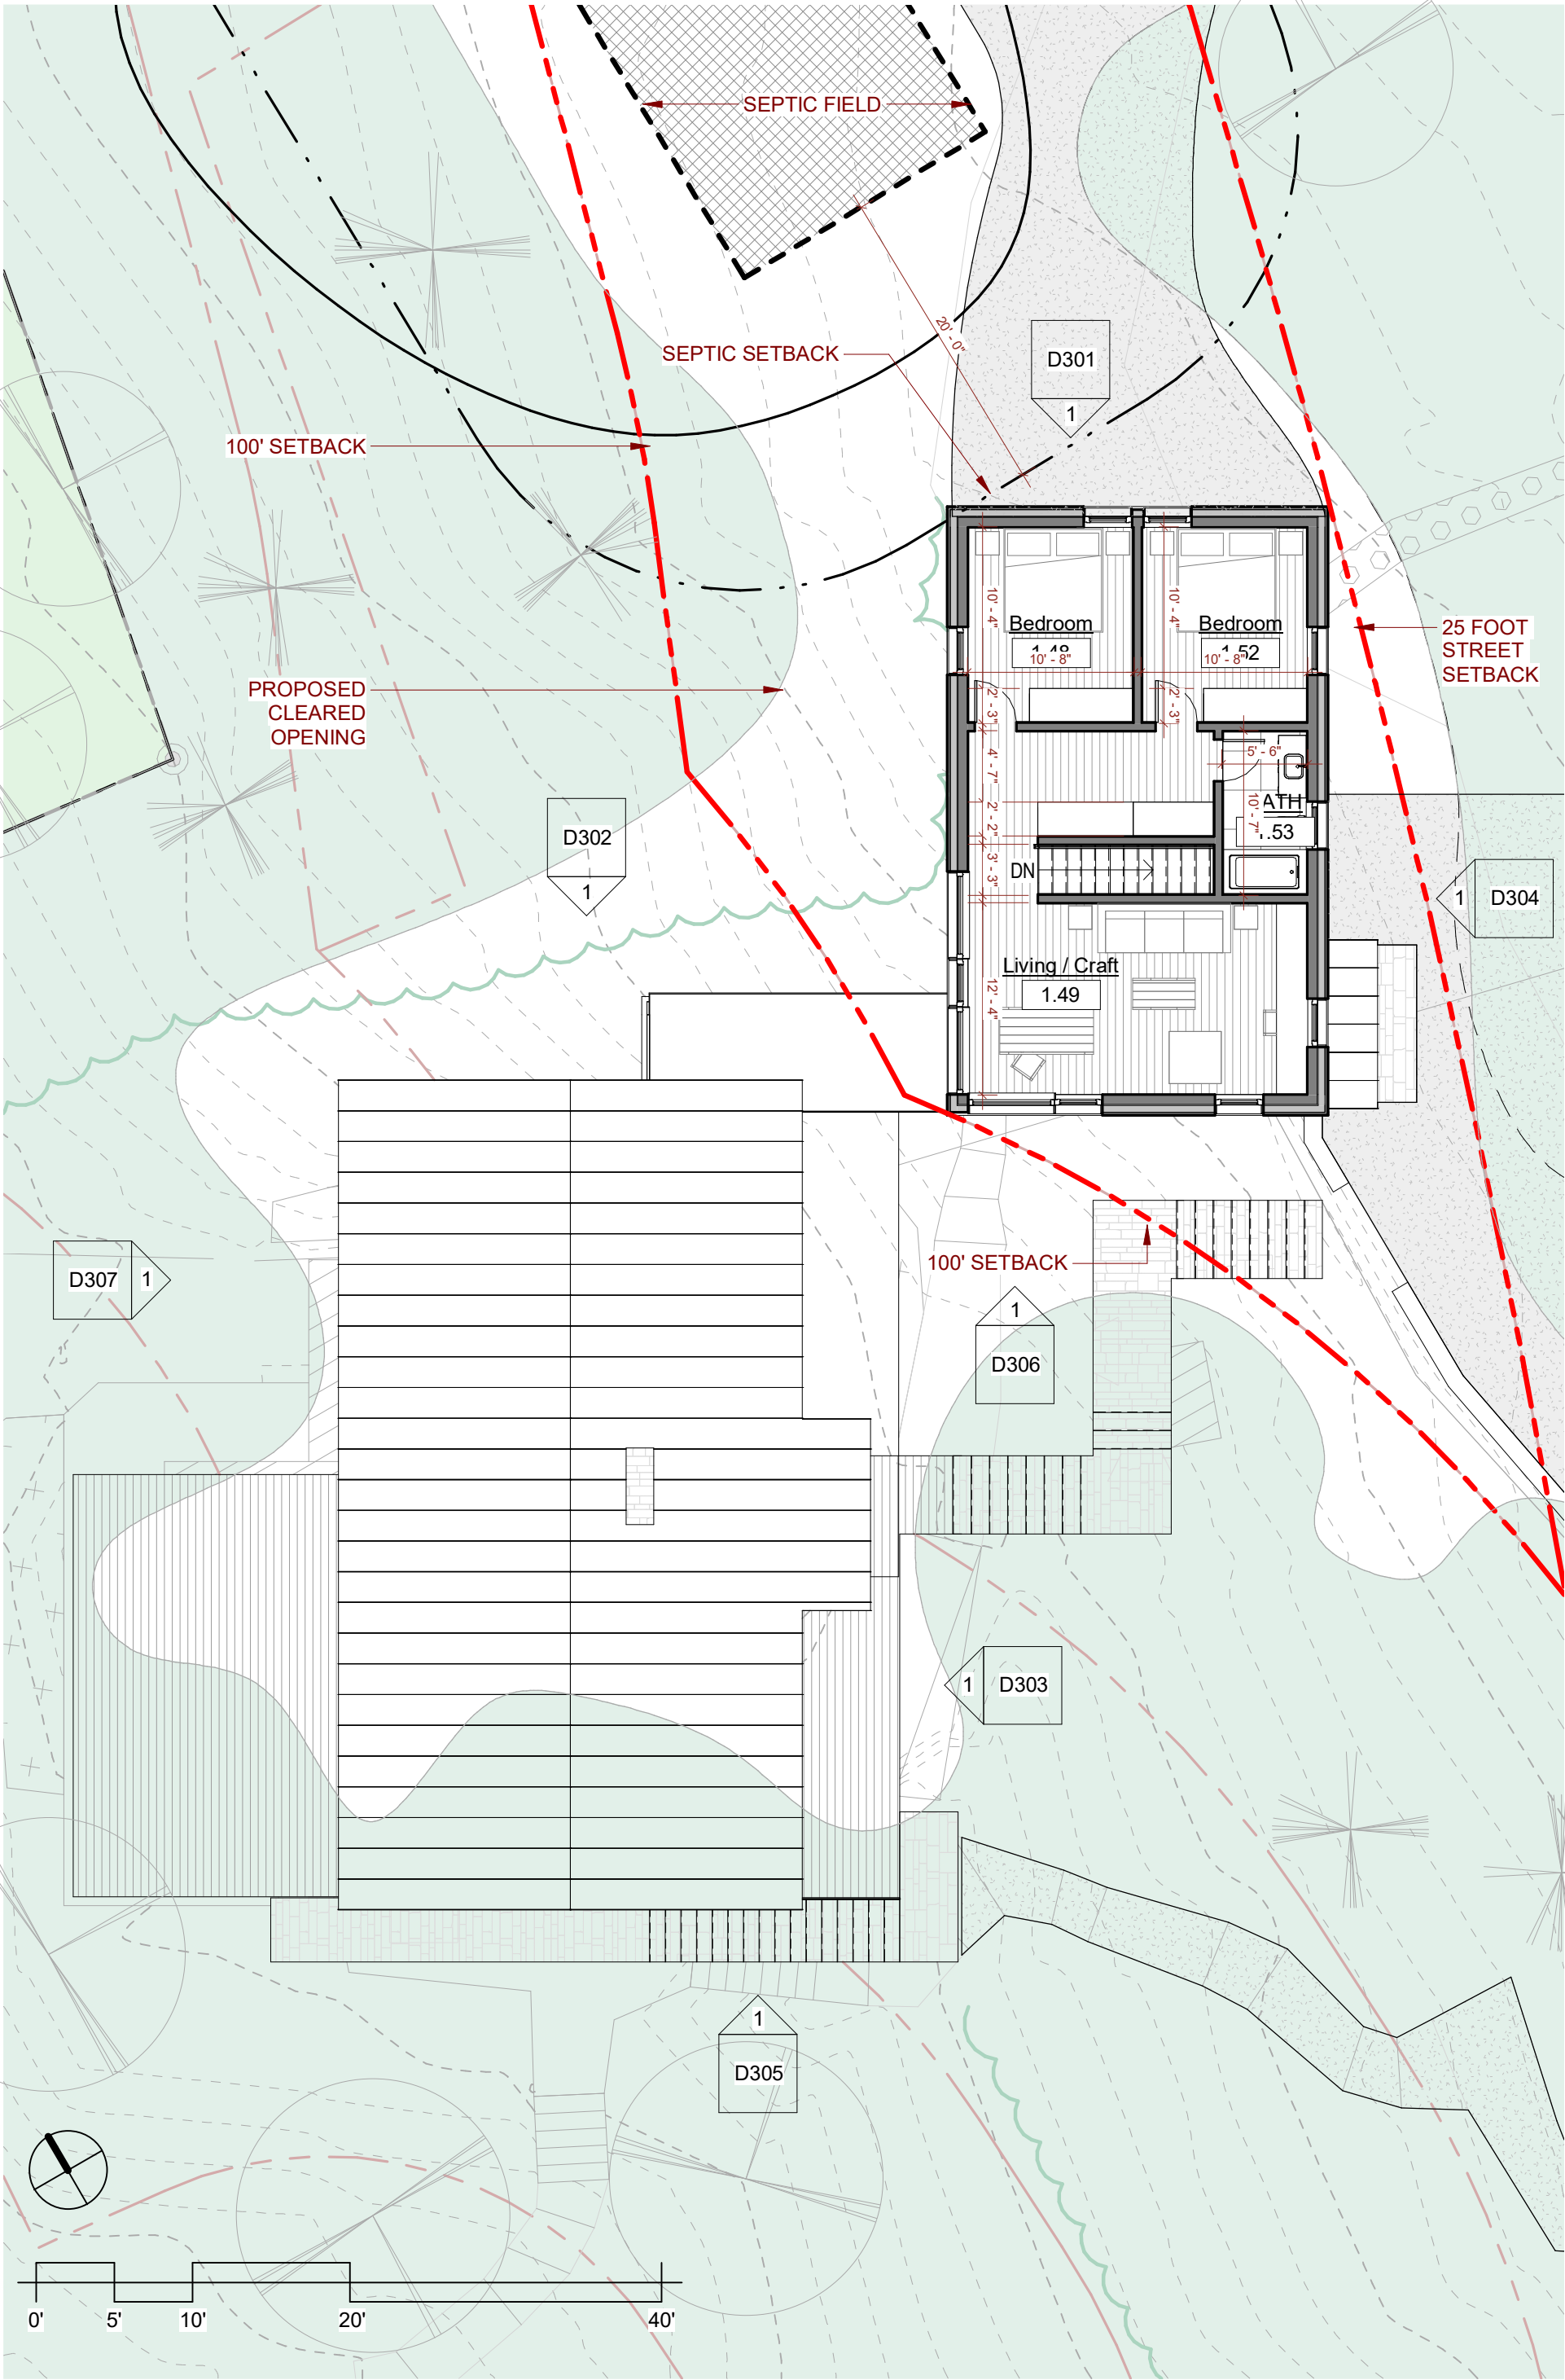 SEPTIC FIELD
20' - 0"
SEPTIC SETBACK
D301
1
100' SETBACK
10' - 4"
10' - 4"
Bedroom
10' - 8"
Bedroom
1.52
10' - 8"
25 FOOT
STREET
SETBACK
PROPOSED
CLEARED
OPENING
2' - 3"
2' - 3"
4' - 7"
5' - 6"
2' - 2"
10' - 7"
ATH
.53
D302
1
3' - 3"
DN
1
D304
Living / Craft
1.49
12' - 4"
100' SETBACK
D307
1
1
D306
1
D303
1
D305
0'
5'
10'
20'
40'